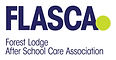 FLASCA
Forest Lodge
After School Care Association